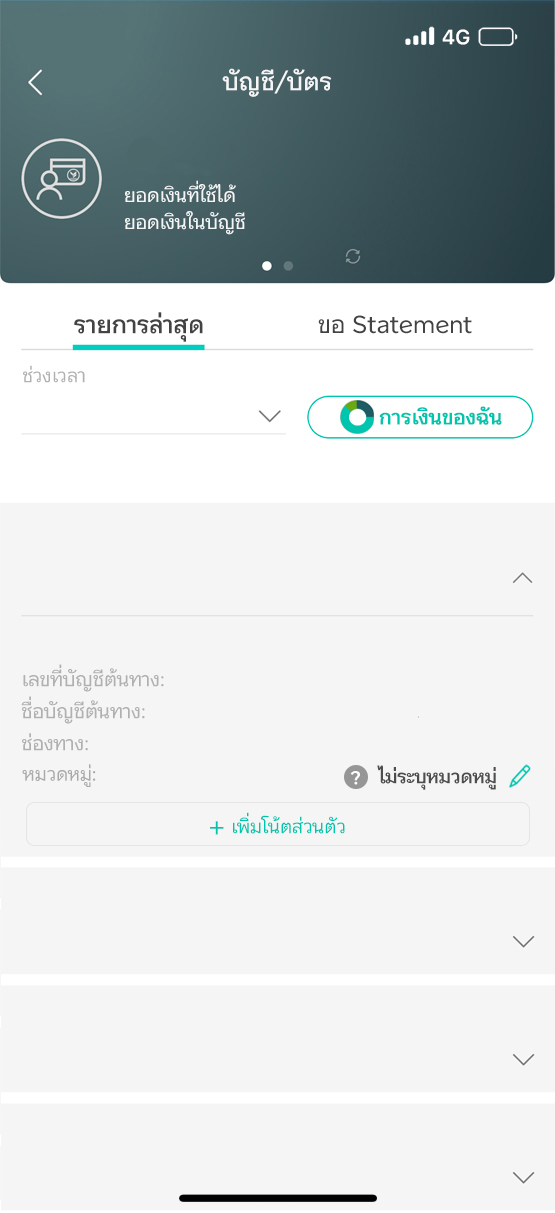 4G
บัญชี/บัตร
ยอดเงินที่ใช้ได้
ยอดเงินในบัญชี
รายการล่าสุด
ขอ Statement
ช่วงเวลา
การเงินของฉัน
เลขที่บัญชีต้นทาง:
ชื่อบัญชีต้นทาง:
ช่องทาง:
หมวดหมู่:
? ไม่ระบุหมวดหมู่
+ เพิ่มโน้ตส่วนตัว